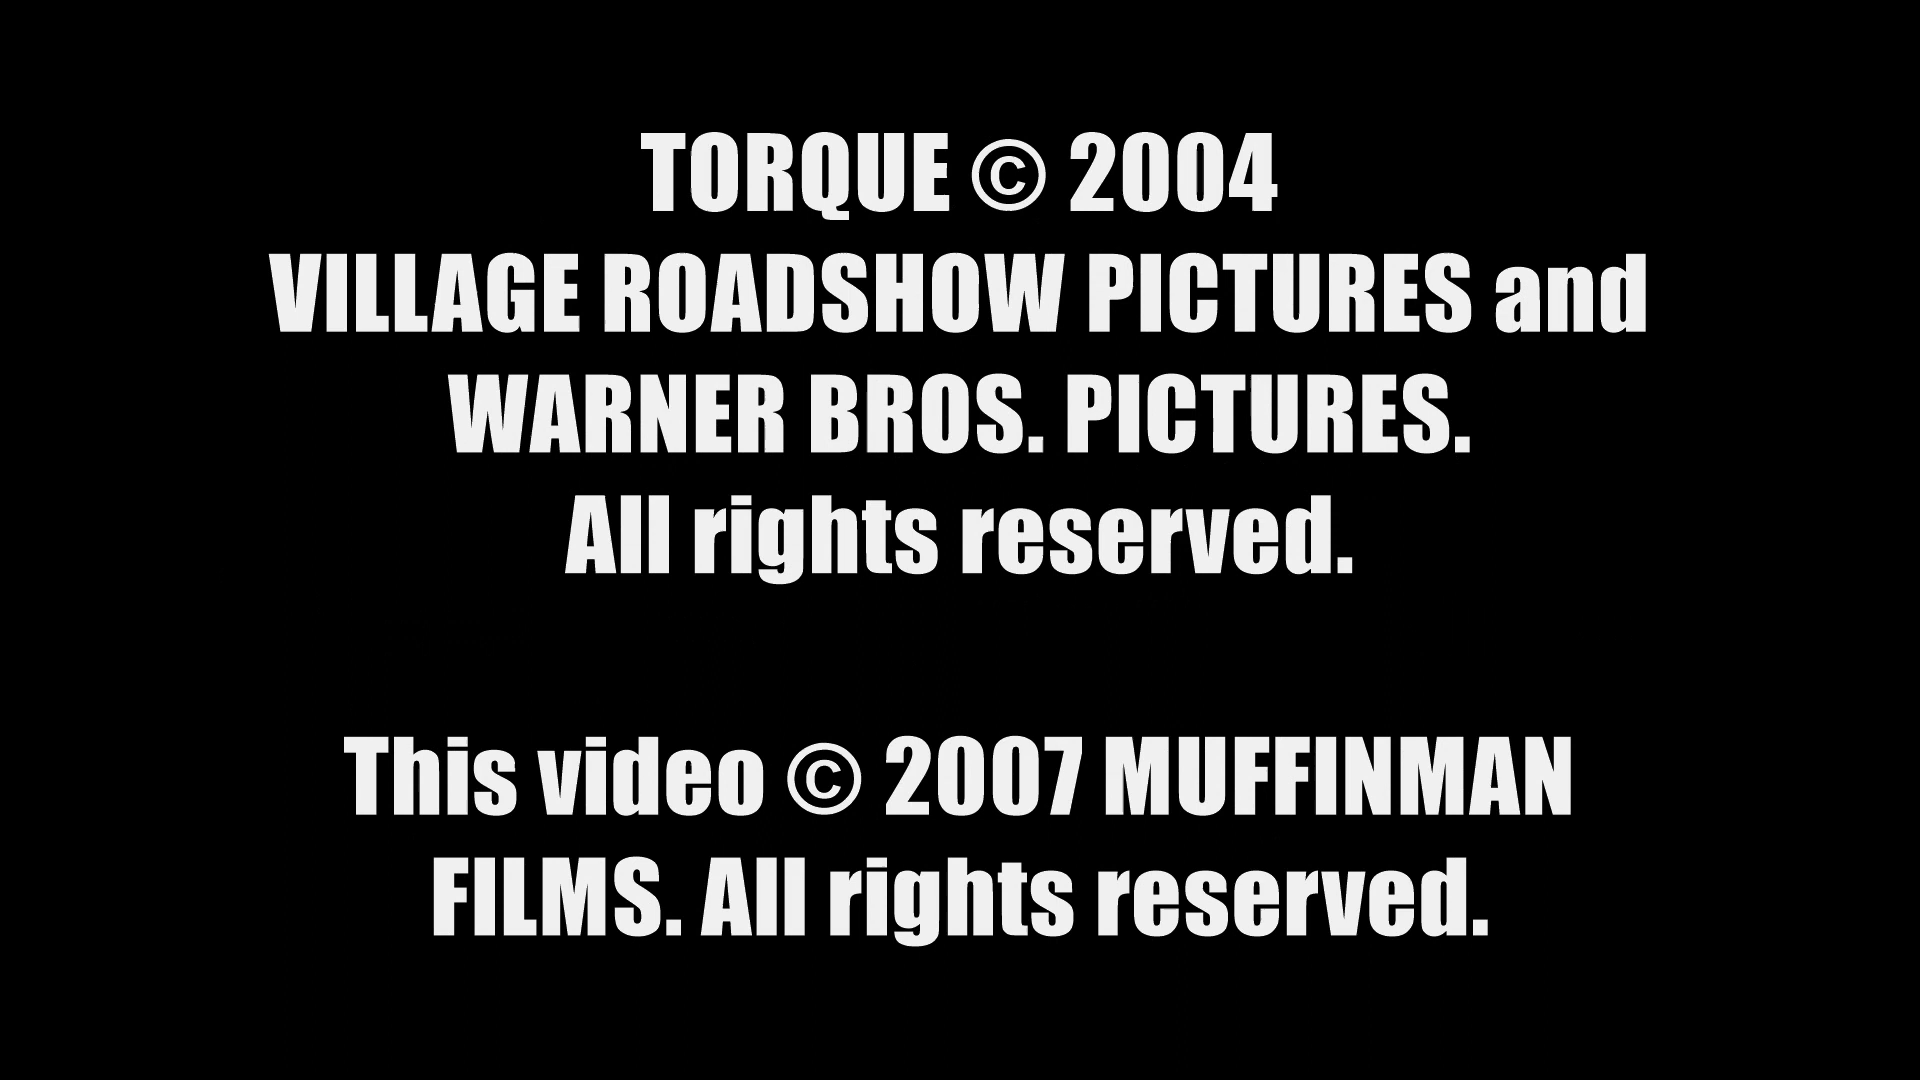 TORQUE © 2004
VILLAGE ROADSHOW PICTURES and
WARNER BROS. PICTURES.
All rights reserved.
This video © 2007 MUFFINMAN
FILMS. All rights reserved.